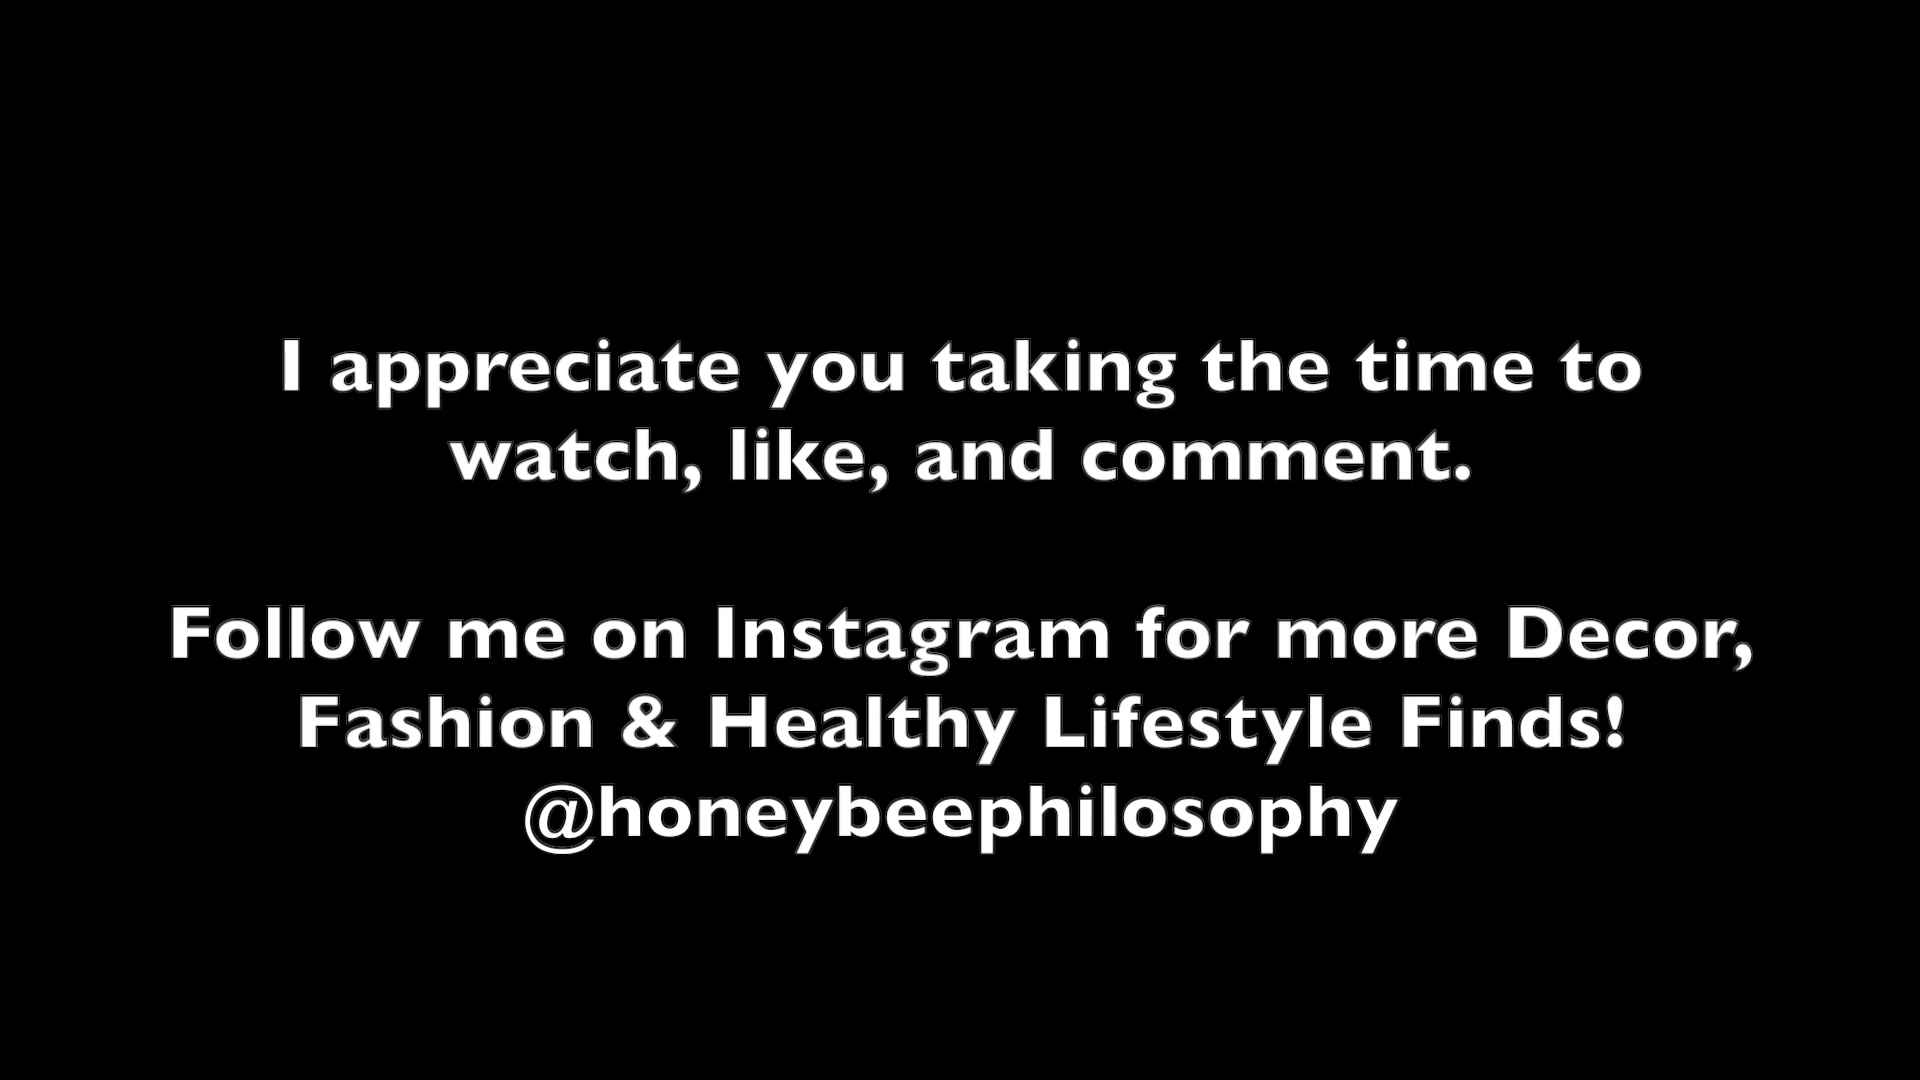 I appreciate you taking the time to
watch, like, and comment.
Follow me on Instagram for more Decor,
Fashion & Healthy Lifestyle Finds!
@honeybeephilosophy